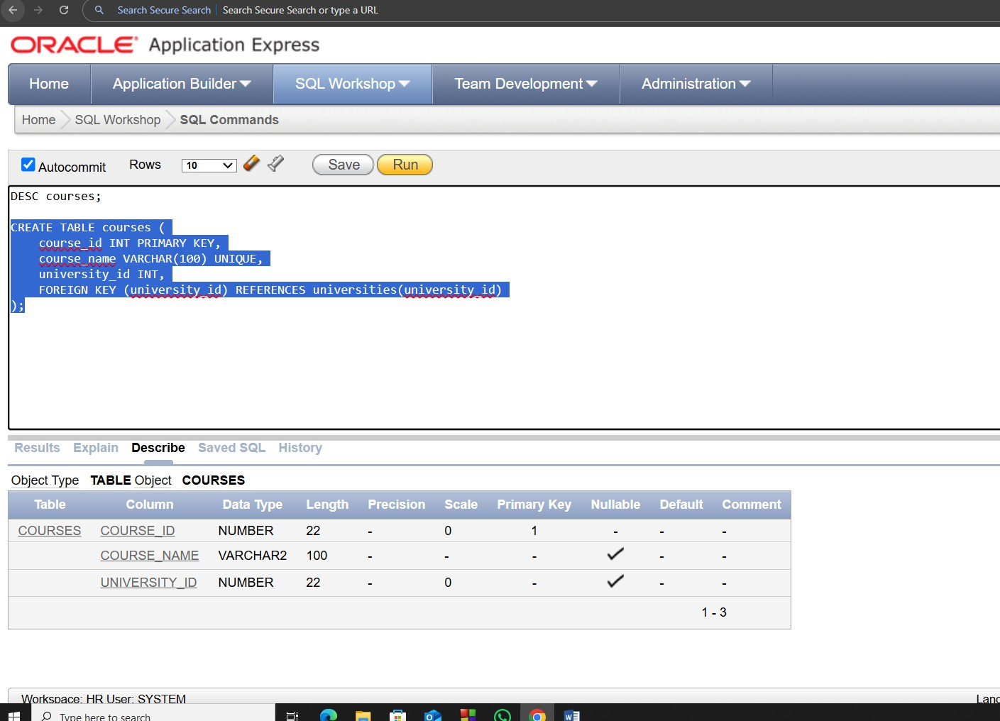 Search Secure Search Search Secure Search or type a URL
ORACLE Application Express
Home Application Builder SQL Workshop Team Development Administration
Home SQL Workshop SQL Commands
Autocommit Rows 10 Save Run
DESC courses;
CREATE TABLE courses (
course_id INT PRIMARY KEY,
course_name VARCHAR(100) UNIQUE,
university_id INT,
FOREIGN KEY (university_id) REFERENCES universities(university_id)
);
Results Explain Describe Saved SQL History
Object Type TABLE Object COURSES
Table Column Data Type Length Precision Scale Primary Key Nullable Default Comment
COURSES COURSE_ID NUMBER 22 - 0 1 - - -
COURSE_NAME VARCHAR2 100 - - - ✓ - -
UNIVERSITY_ID NUMBER 22 - 0 - ✓ - -
1 - 3
Workspace: HR User: SYSTEM Lang
Type here to search